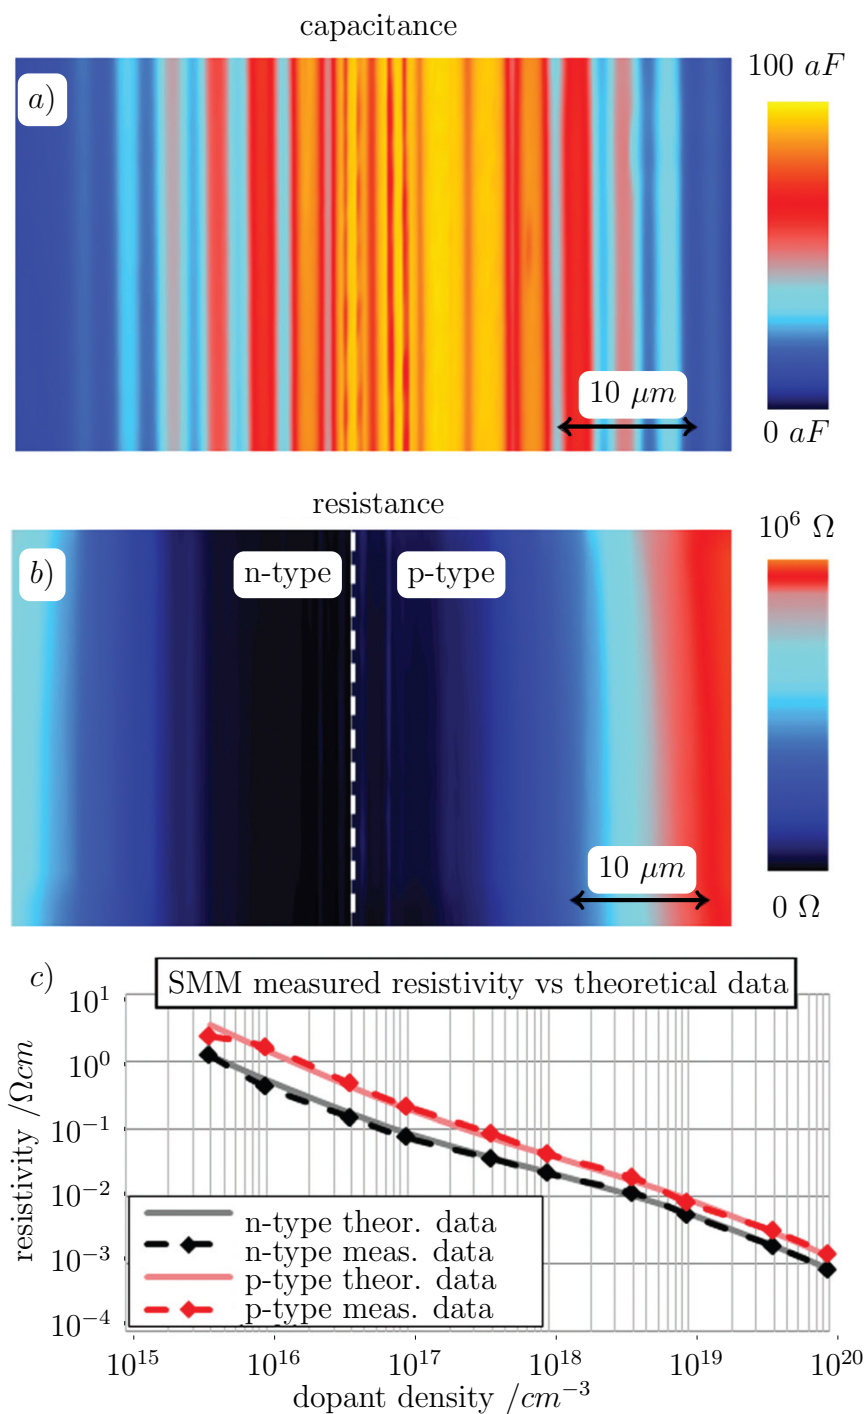 capacitance
a)
100 aF
10 μm
0 aF
resistance
b)
n-type
p-type
10⁶ Ω
10 μm
0 Ω
c)
SMM measured resistivity vs theoretical data
10¹
10⁰
10⁻¹
10⁻²
10⁻³
10⁻⁴
resistivity /Ωcm
n-type theor. data
n-type meas. data
p-type theor. data
p-type meas. data
10¹⁵ 10¹⁶ 10¹⁷ 10¹⁸ 10¹⁹ 10²⁰
dopant density /cm⁻³